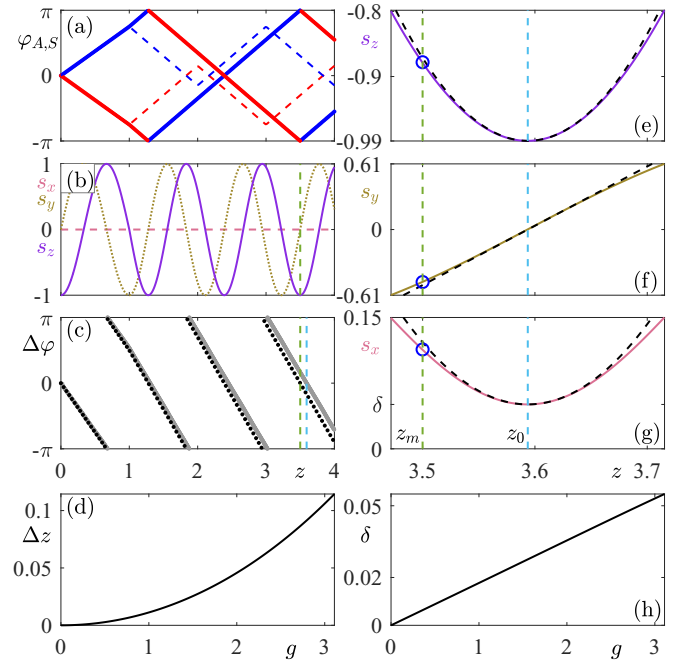 π (a)
φA,S
0
-π
1 (b)
sx
sy
0
sz
-1
π (c)
Δφ
0
-π
0 1 2 3 z 4
(d)
0.1
Δz
0.05
0
0 1 2 g 3
-0.8
sz
-0.9
-0.99 (e)
0.61
sy
0
-0.61 (f)
0.15
sx
δ zm z0 (g)
0
3.5 3.6 z 3.7
0.05
δ
0.02
0 (h)
0 1 2 g 3